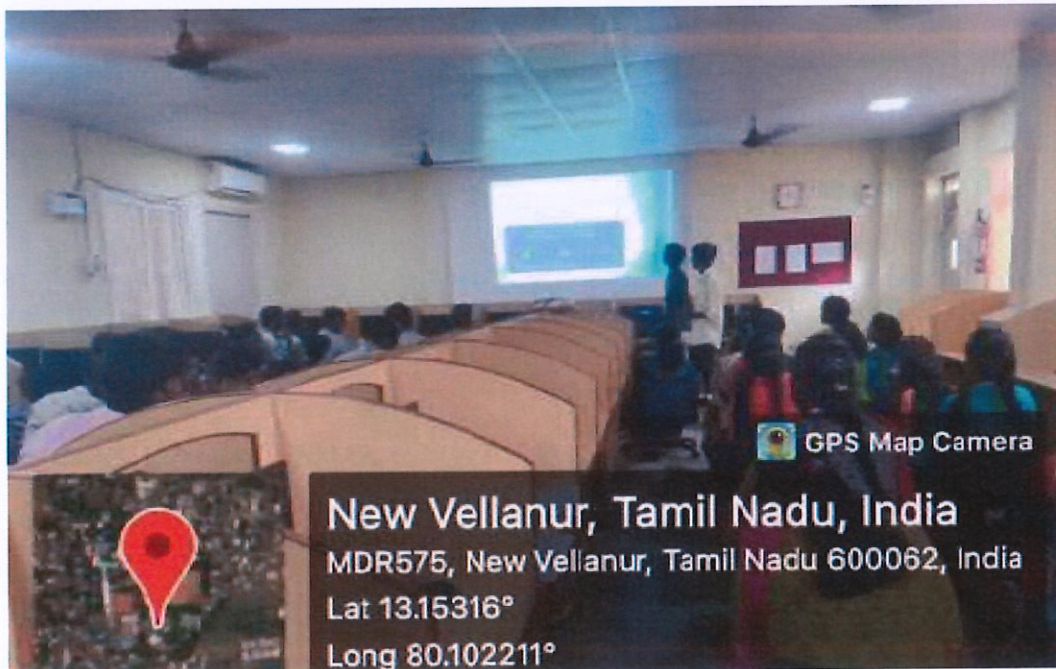 GPS Map Camera
New Vellanur, Tamil Nadu, India
MDR575, New Vellanur, Tamil Nadu 600062, India
Lat 13.15316°
Long 80.102211°